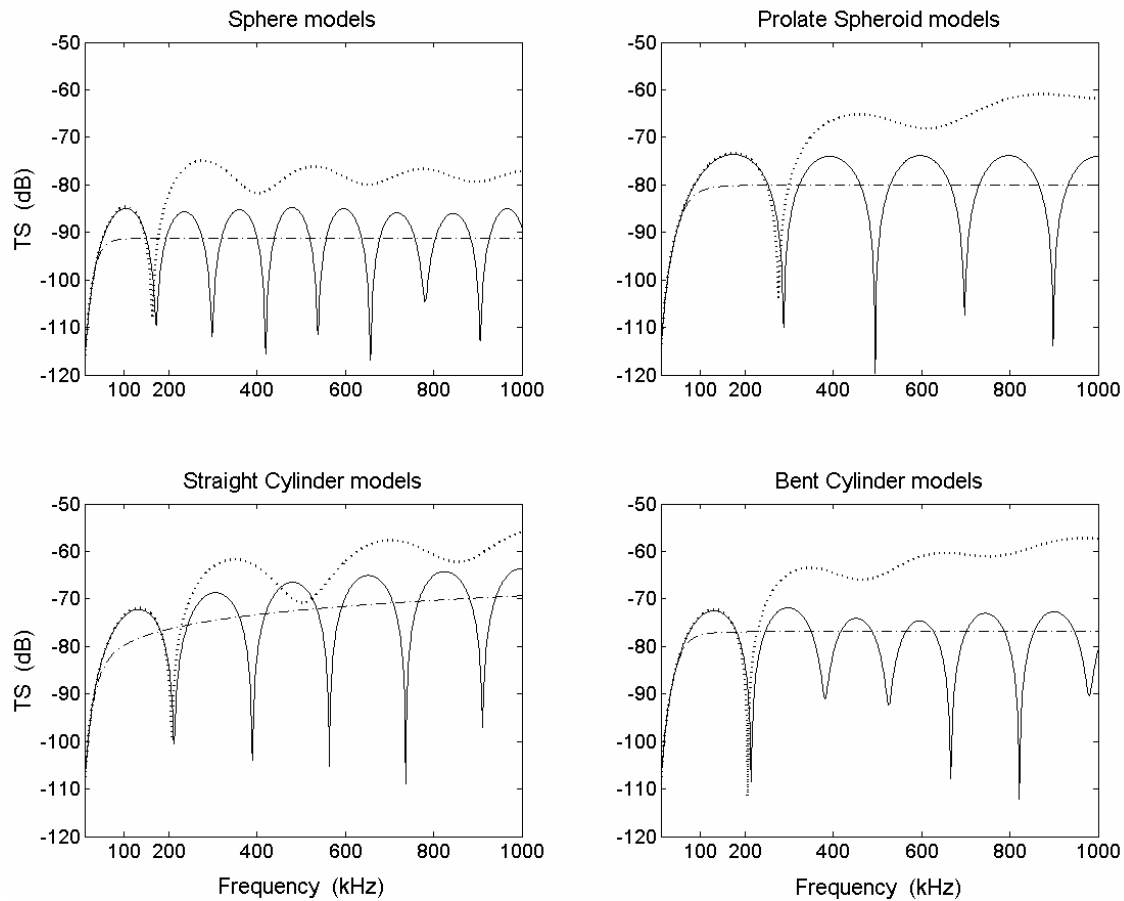 Sphere models
-50
-60
-70
-80
-90
-100
-110
-120
TS (dB)
100 200 400 600 800 1000
Prolate Spheroid models
-50
-60
-70
-80
-90
-100
-110
-120
100 200 400 600 800 1000
Straight Cylinder models
-50
-60
-70
-80
-90
-100
-110
-120
TS (dB)
100 200 400 600 800 1000
Frequency (kHz)
Bent Cylinder models
-50
-60
-70
-80
-90
-100
-110
-120
100 200 400 600 800 1000
Frequency (kHz)